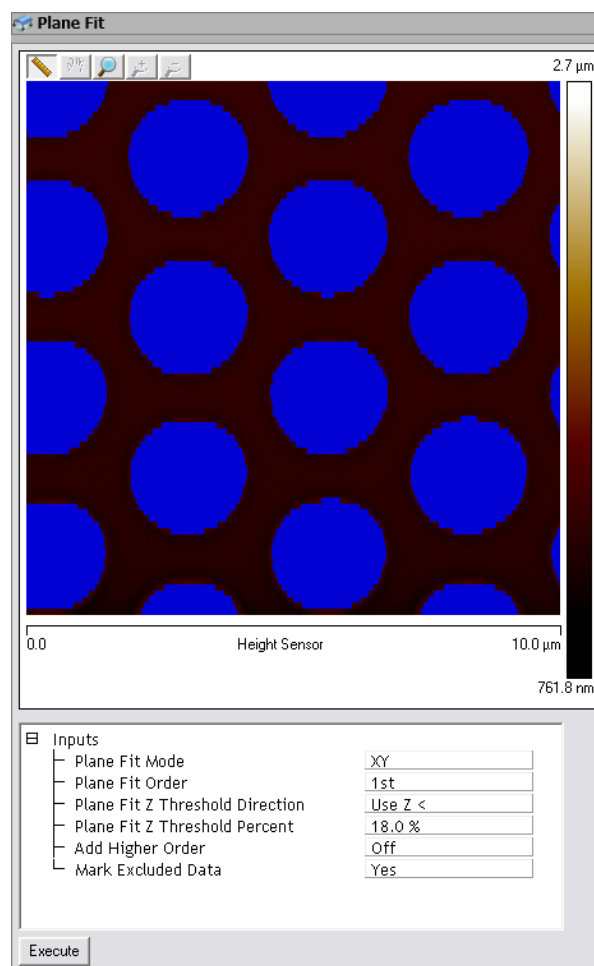 Plane Fit
2.7 µm
0.0 Height Sensor 10.0 µm
761.8 nm
Inputs
Plane Fit Mode XY
Plane Fit Order 1st
Plane Fit Z Threshold Direction Use Z <
Plane Fit Z Threshold Percent 18.0 %
Add Higher Order Off
Mark Excluded Data Yes
Execute